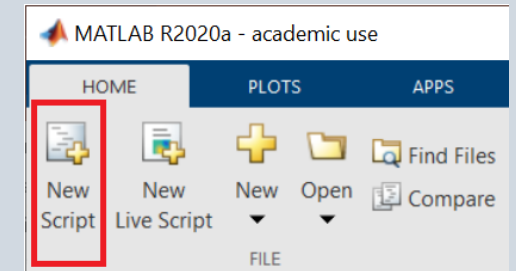 MATLAB R2020a - academic use
HOME PLOTS APPS
New Script
New Live Script
New
Open
Find Files
Compare
FILE